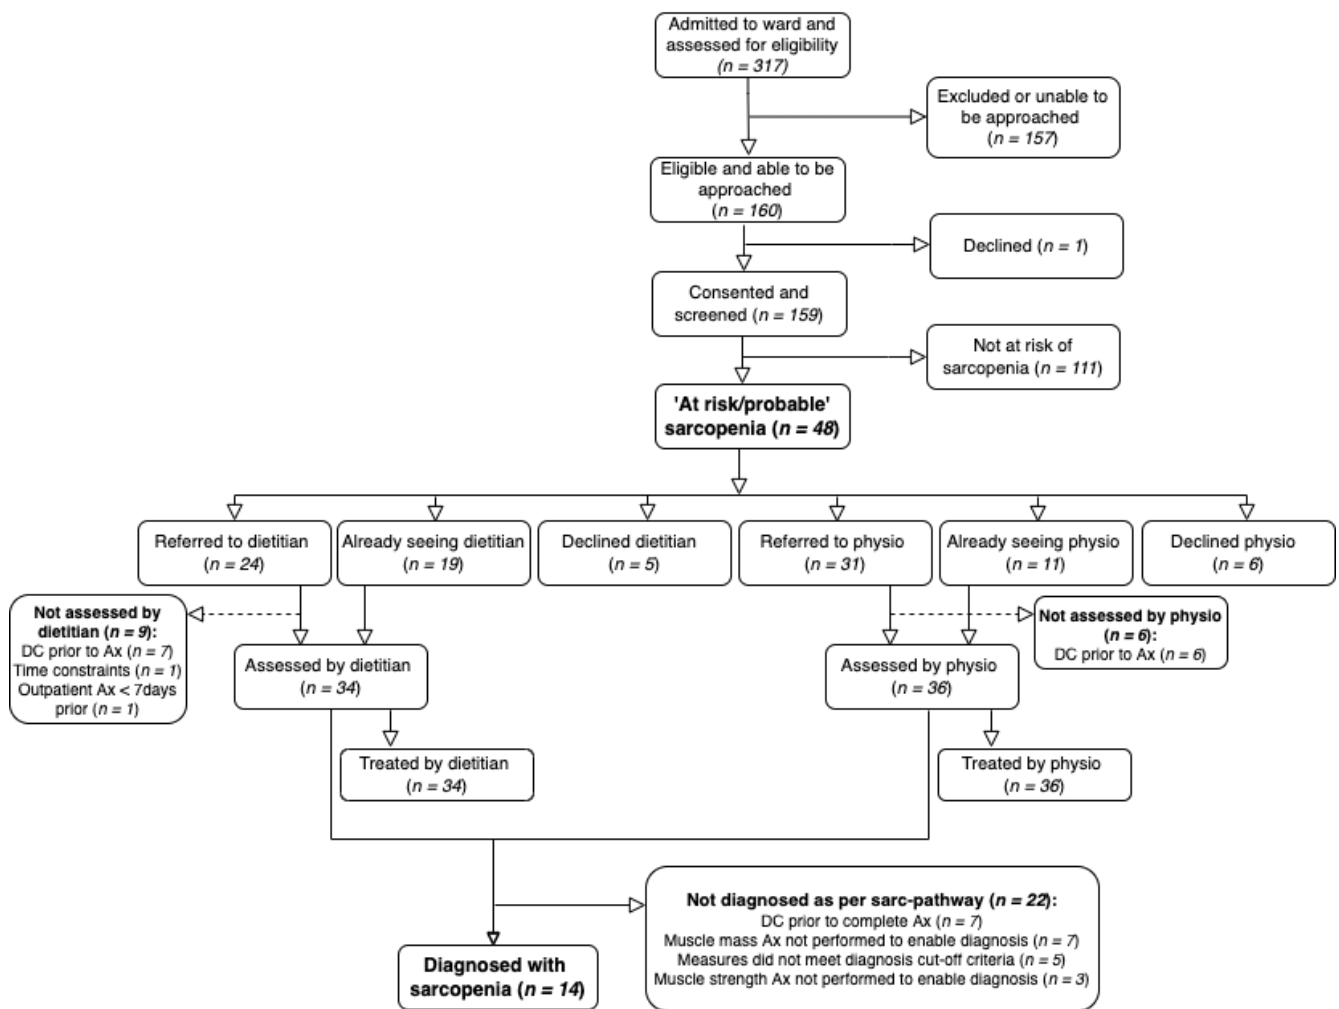 Admitted to ward and
assessed for eligibility
(n = 317)
Excluded or unable to
be approached
(n = 157)
Eligible and able to be
approached
(n = 160)
Declined (n = 1)
Consented and
screened (n = 159)
Not at risk of
sarcopenia (n = 111)
'At risk/probable'
sarcopenia (n = 48)
Referred to dietitian
(n = 24)
Already seeing dietitian
(n = 19)
Declined dietitian
(n = 5)
Referred to physio
(n = 31)
Already seeing physio
(n = 11)
Declined physio
(n = 6)
Not assessed by
dietitian (n = 9):
DC prior to Ax (n = 7)
Time constraints (n = 1)
Outpatient Ax < 7days
prior (n = 1)
Assessed by dietitian
(n = 34)
Assessed by physio
(n = 36)
Not assessed by physio
(n = 6):
DC prior to Ax (n = 6)
Treated by dietitian
(n = 34)
Treated by physio
(n = 36)
Not diagnosed as per sarc-pathway (n = 22):
DC prior to complete Ax (n = 7)
Muscle mass Ax not performed to enable diagnosis (n = 7)
Measures did not meet diagnosis cut-off criteria (n = 5)
Muscle strength Ax not performed to enable diagnosis (n = 3)
Diagnosed with
sarcopenia (n = 14)